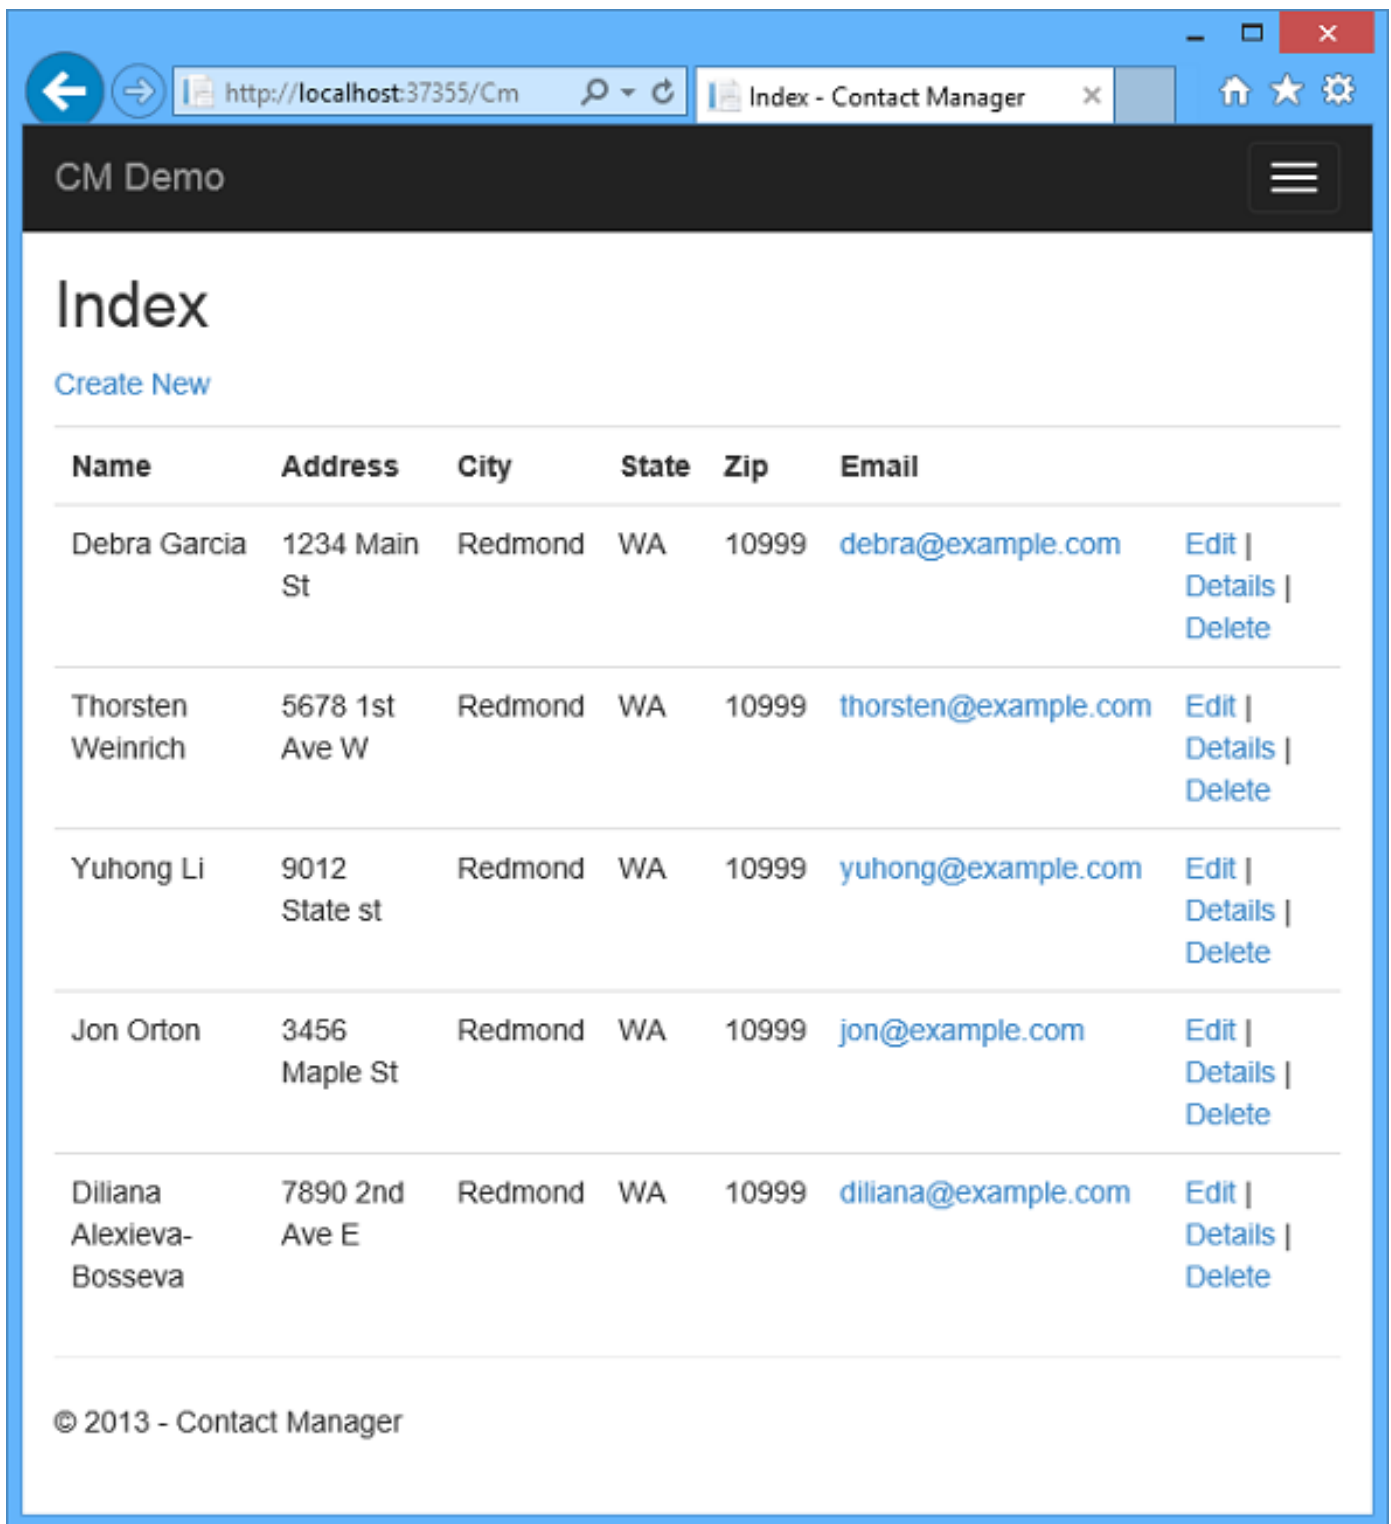 http://localhost:37355/Cm
Index - Contact Manager
CM Demo
Index
Create New
Name Address City State Zip Email
Debra Garcia 1234 Main Redmond WA 10999 debra@example.com Edit |
St Details |
Delete
Thorsten 5678 1st Redmond WA 10999 thorsten@example.com Edit |
Weinrich Ave W Details |
Delete
Yuhong Li 9012 Redmond WA 10999 yuhong@example.com Edit |
State st Details |
Delete
Jon Orton 3456 Redmond WA 10999 jon@example.com Edit |
Maple St Details |
Delete
Diliana 7890 2nd Redmond WA 10999 diliana@example.com Edit |
Alexieva- Ave E Details |
Bosseva Delete
© 2013 - Contact Manager